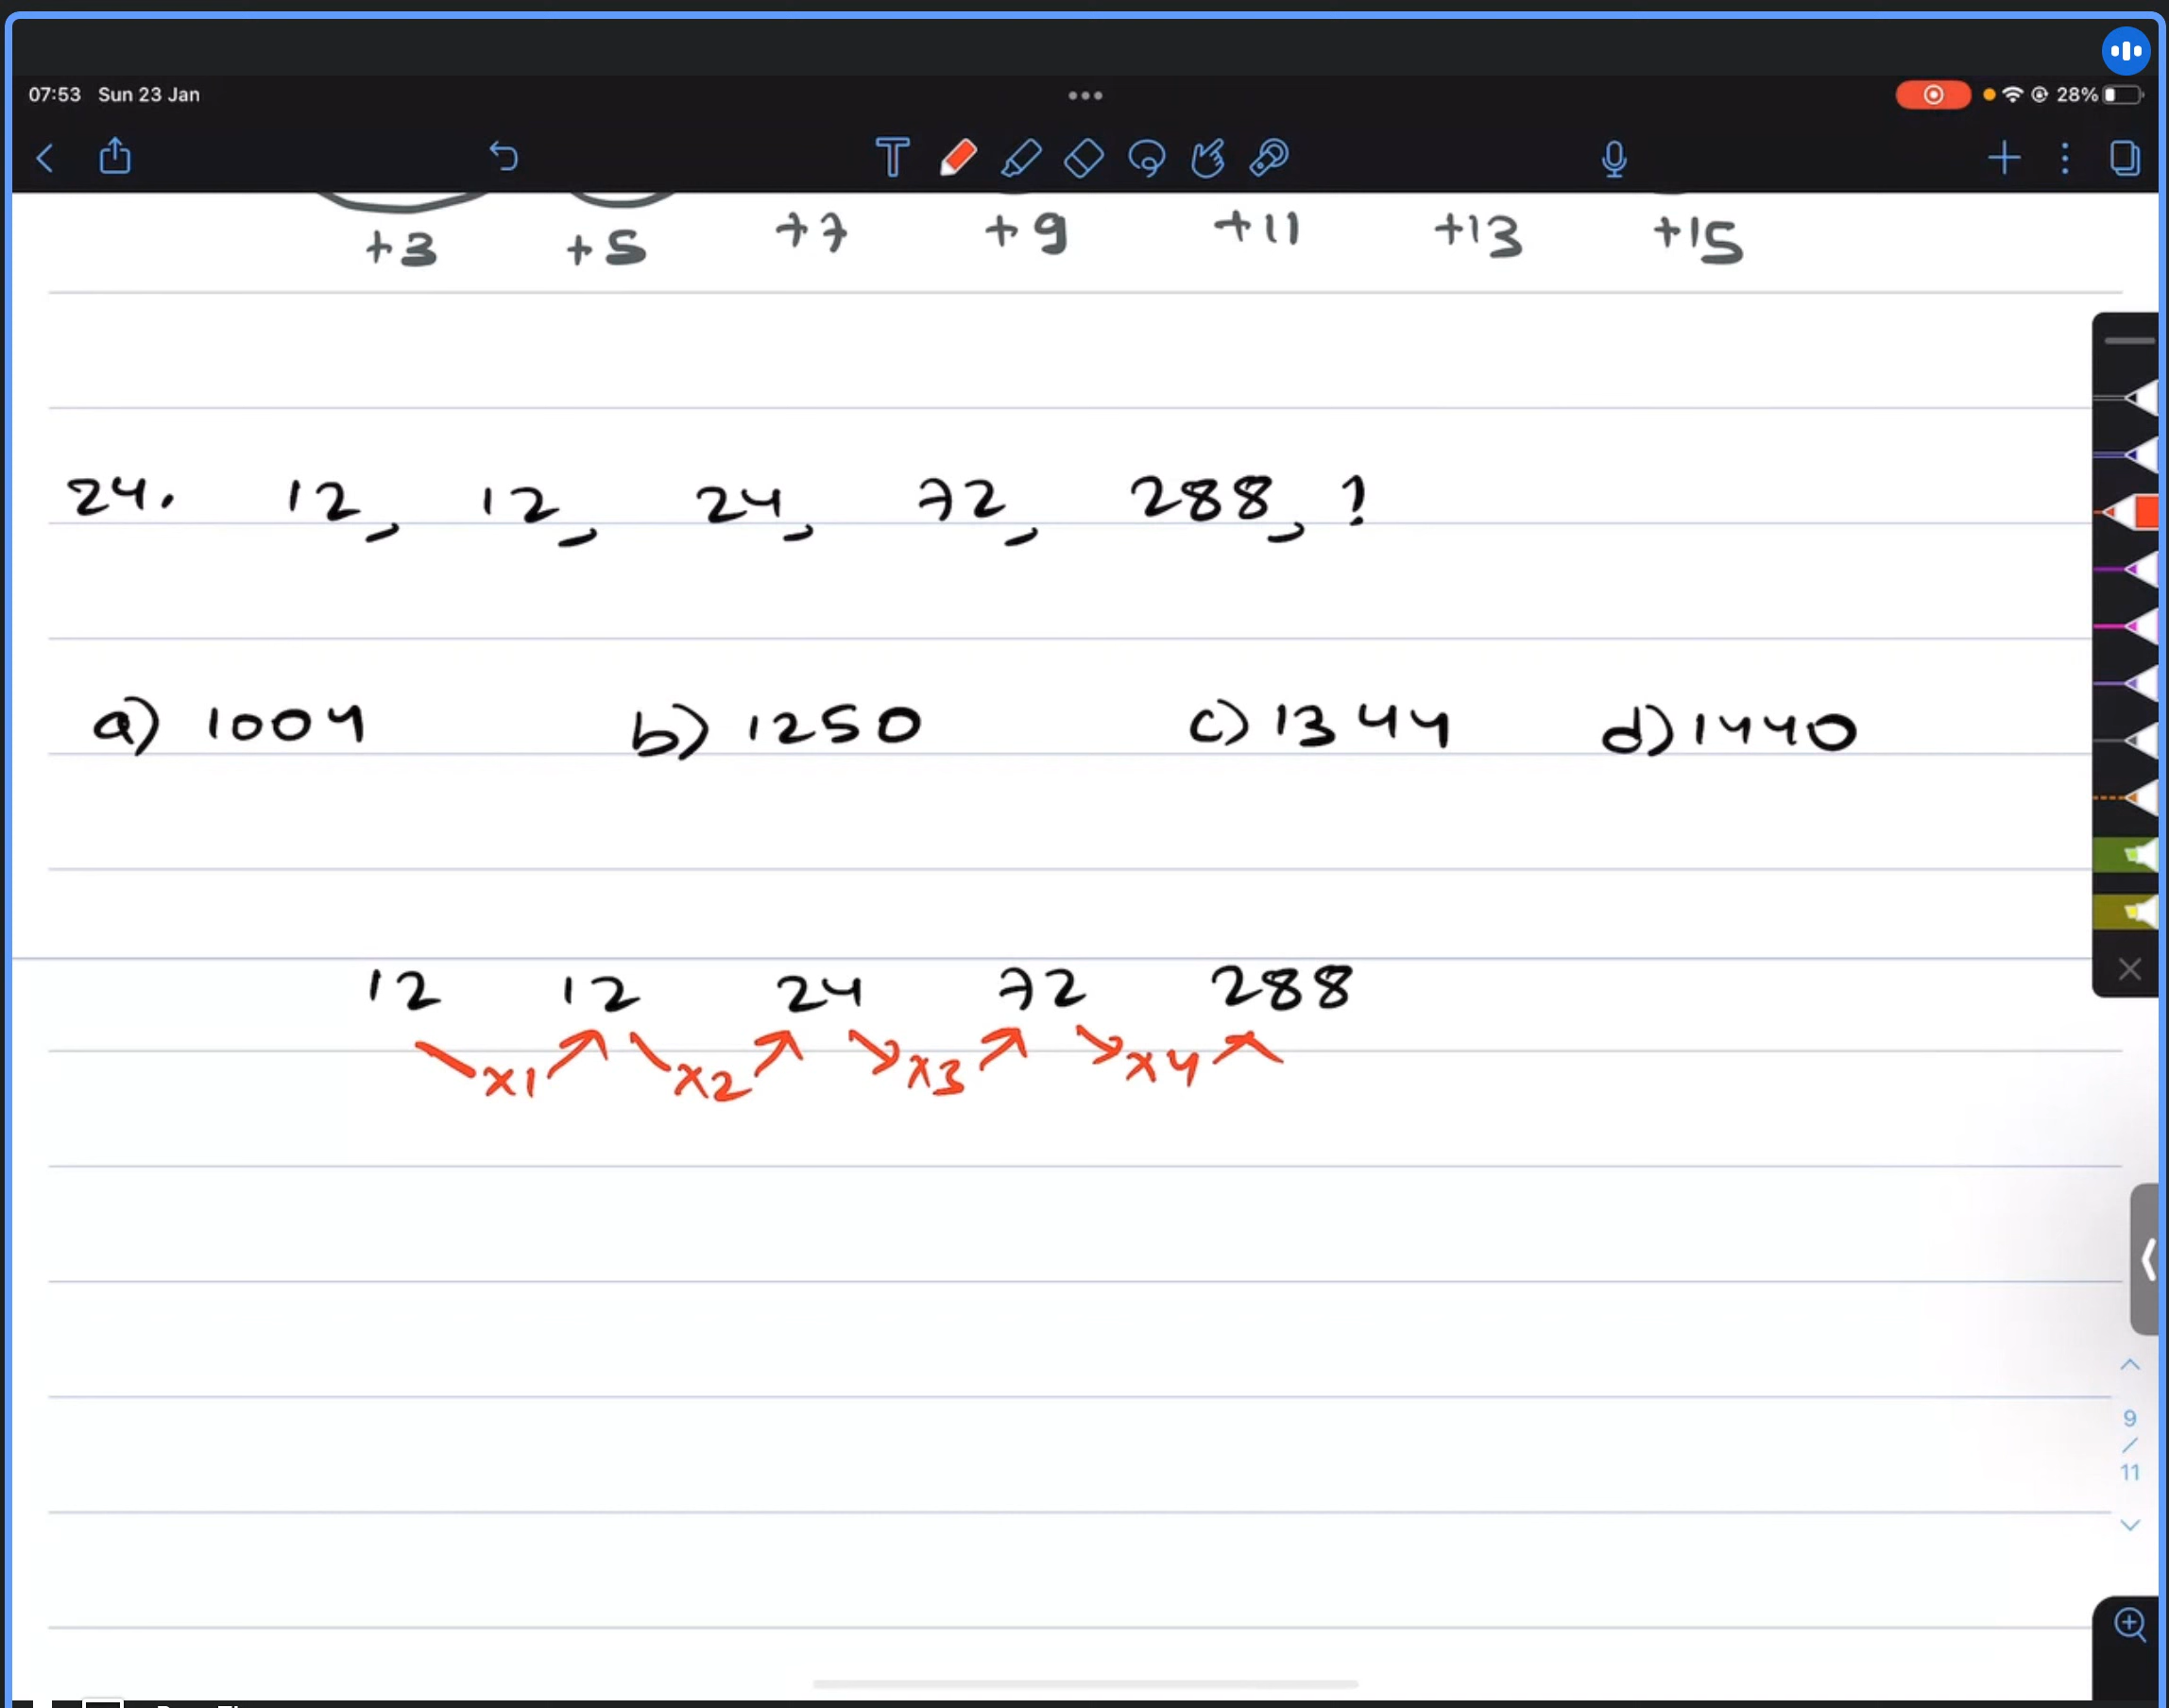 07:53 Sun 23 Jan 28%
+3 +5 +7 +9 +11 +13 +15
24. 12, 12, 24, 72, 288, ?
a) 1004 b) 1250 c) 1344 d) 1440
12 12 24 72 288
x1 x2 x3 x4
9
/
11